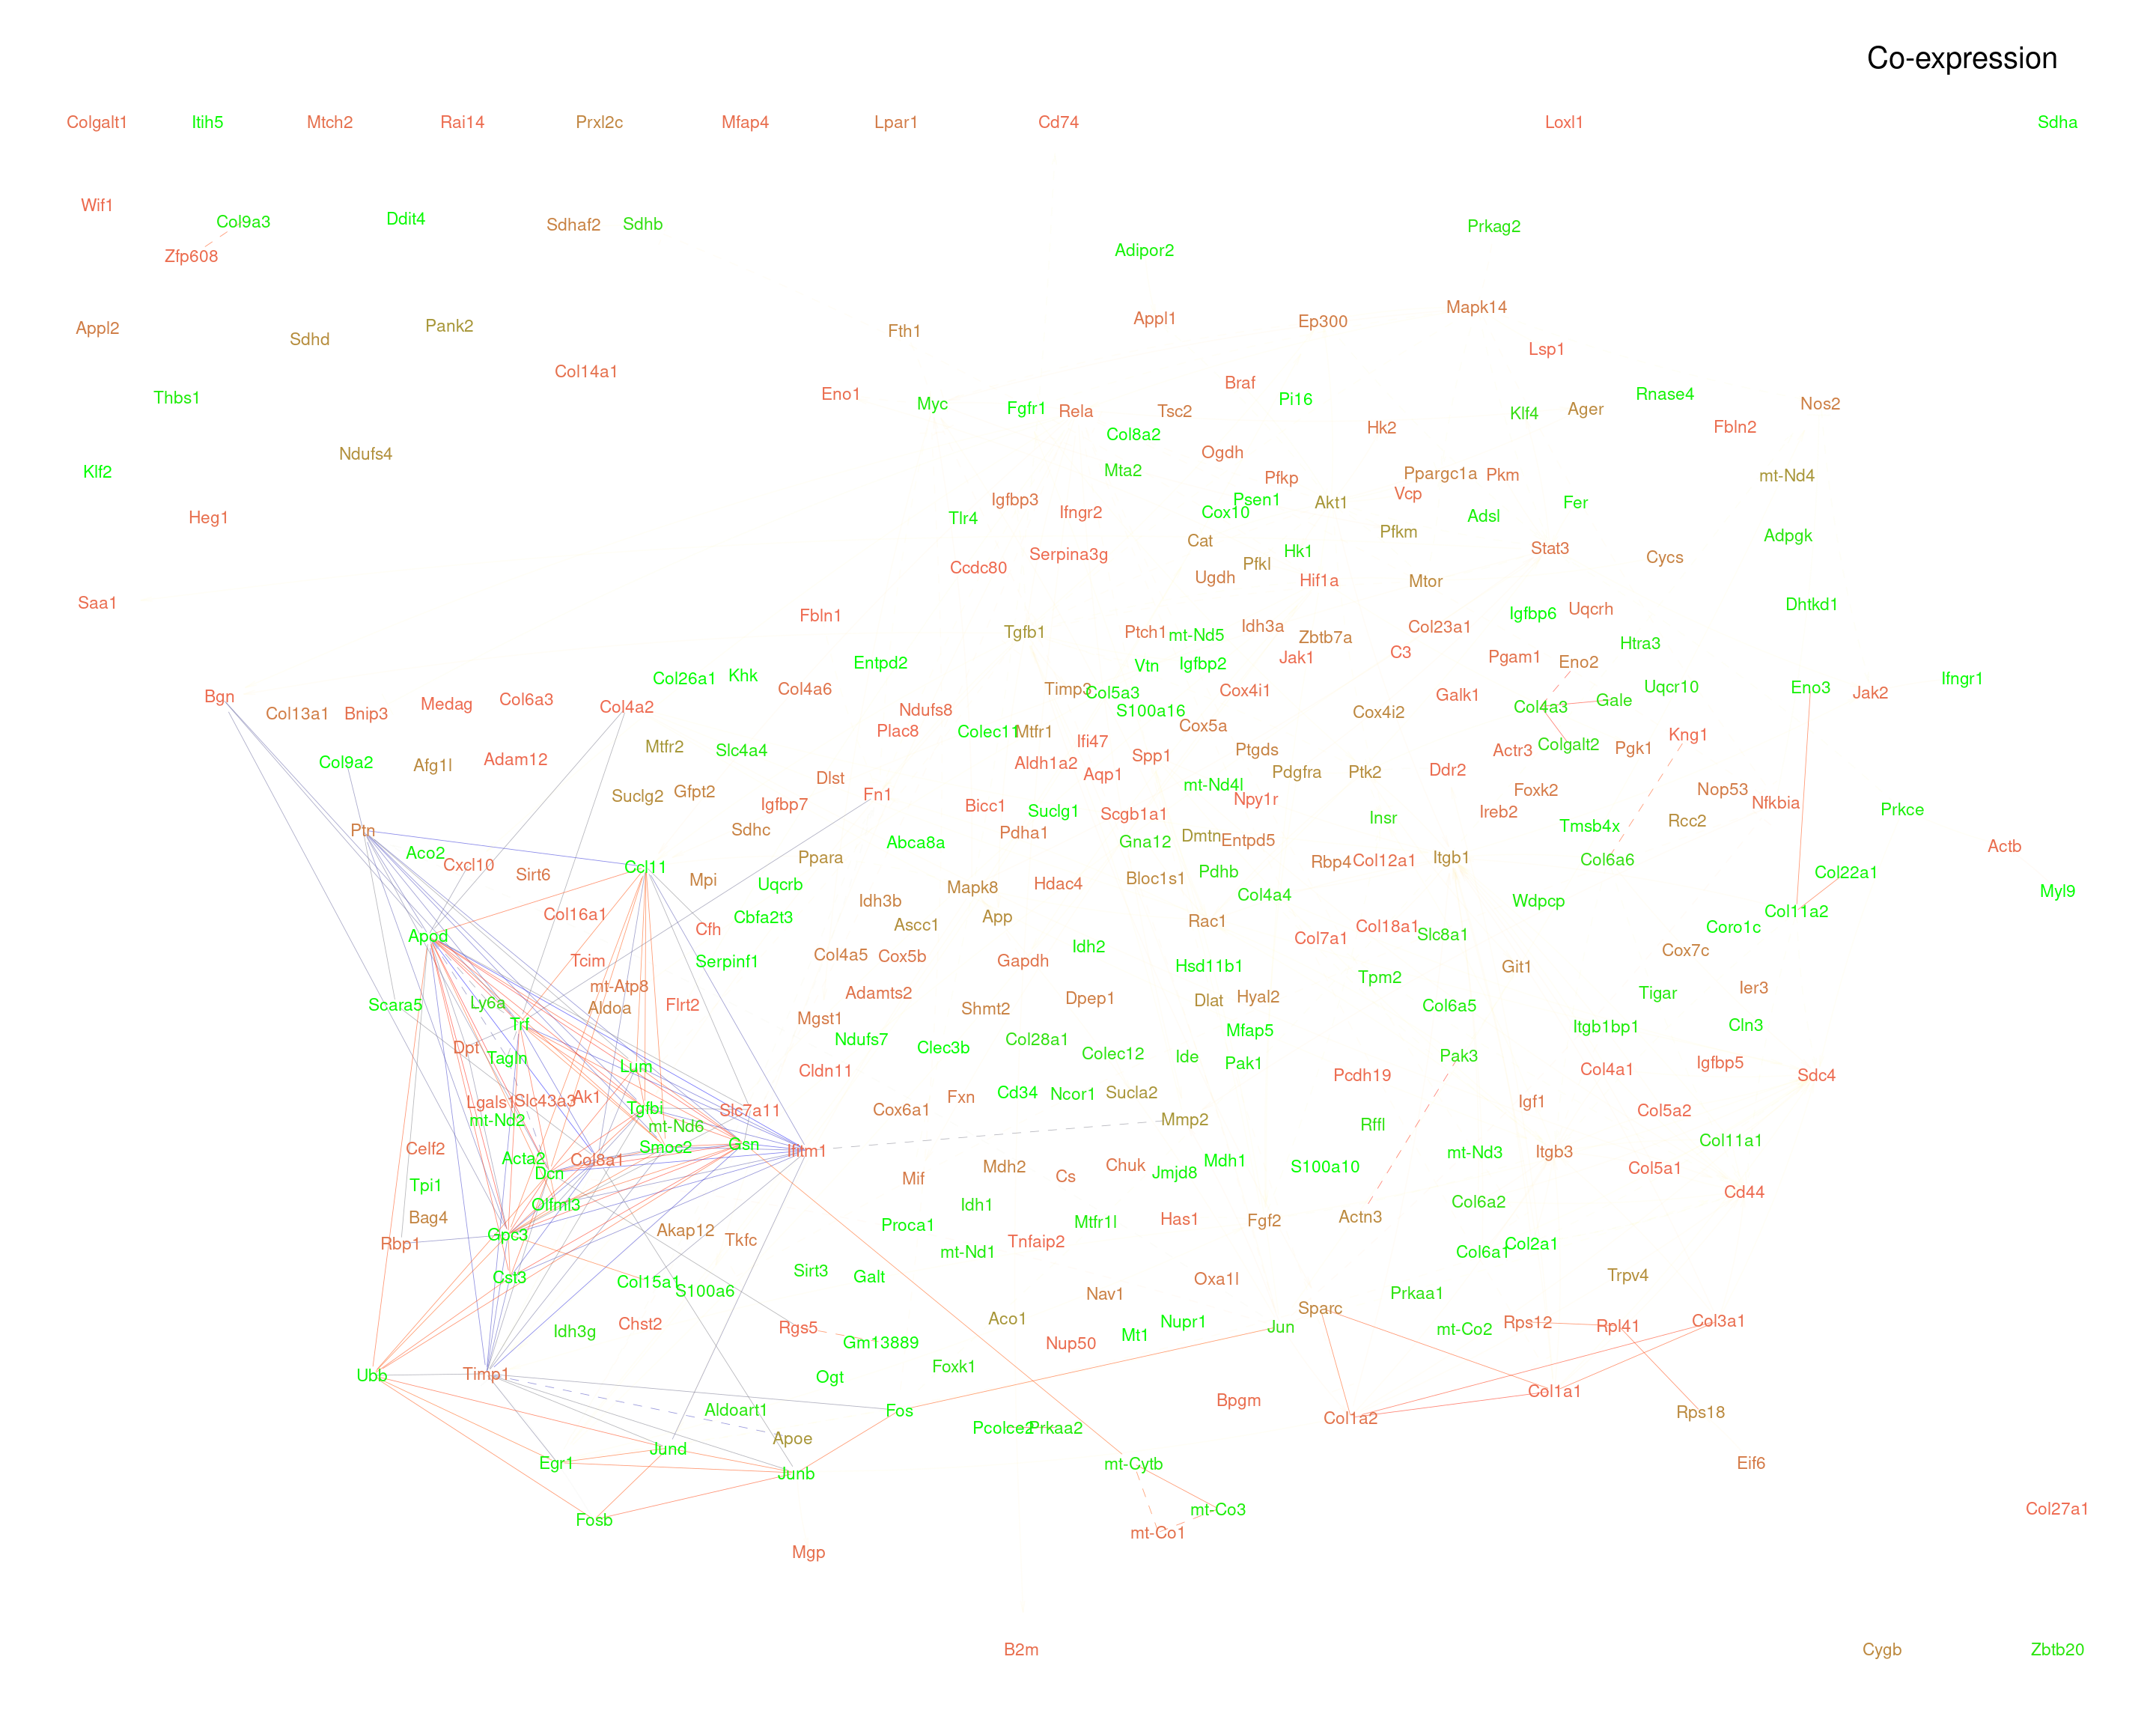 Co-expression
Colgalt1 Itih5 Mtch2 Rai14 Prxl2c Mfap4 Lpar1 Cd74 Loxl1 Sdha
Wif1
Col9a3 Ddit4 Sdhaf2 Sdhb Prkag2
Zfp608 Adipor2
Mapk14
Appl2 Sdhd Pank2 Fth1 Appl1 Ep300
Lsp1
Col14a1
Thbs1 Eno1 Myc Fgfr1 Rela Tsc2 Braf Pi16 Klf4 Ager Rnase4 Nos2
Col8a2 Hk2 Fbln2
Ndufs4 Ogdh
Klf2 Mta2 Pfkp Ppargc1a Pkm mt-Nd4
Igfbp3 Psen1 Akt1 Vcp Fer
Heg1 Tlr4 Ifngr2 Cox10 Adsl
Cat Pfkm Adpgk
Ccdc80 Serpina3g Pfkl Hk1 Stat3 Cycs
Ugdh Hif1a Mtor
Saa1 Fbln1 Igfbp6 Uqcrh Dhtkd1
Tgfb1 Ptch1 mt-Nd5 Idh3a Zbtb7a Col23a1 Htra3
Entpd2 Vtn Igfbp2 Jak1 C3 Pgam1 Eno2
Col26a1 Khk Ifngr1
Bgn Medag Col6a3 Col4a6 Timp3 Col5a3 Cox4i1 Galk1 Uqcr10 Eno3 Jak2
Col13a1 Bnip3 Col4a2 Ndufs8 S100a16 Cox4i2 Col4a3 Gale
Plac8 Colec11 Mtfr1 Cox5a Kng1
Mtfr2 Slc4a4 Ifi47 Ptgds Actr3 Colgalt2 Pgk1
Col9a2 Afg1l Adam12 Aldh1a2 Aqp1 Spp1 Pdgfra Ptk2 Ddr2
Suclg2 Gfpt2 Dlst Fn1 mt-Nd4l Foxk2 Nop53
Igfbp7 Bicc1 Suclg1 Scgb1a1 Npy1r Insr Ireb2 Nfkbia Prkce
Ptn Sdhc Pdha1 Tmsb4x Rcc2
Abca8a Gna12 Dmtn Entpd5
Aco2 Cxcl10 Ccl11 Ppara Rbp4 Col12a1 Itgb1 Col6a6 Actb
Sirt6 Mpi Uqcrb Mapk8 Hdac4 Bloc1s1 Pdhb Col22a1
Idh3b Col4a4 Wdpcp Myl9
Col16a1 Cbfa2t3 Ascc1 App Rac1 Col11a2
Apod Cfh Col7a1 Col18a1 Slc8a1 Coro1c
Tcim Serpinf1 Col4a5 Cox5b Gapdh Idh2 Hsd11b1 Git1 Cox7c
mt-Atp8 Tpm2
Scara5 Ly6a Aldoa Flrt2 Adamts2 Shmt2 Dpep1 Dlat Hyal2 Col6a5 Tigar Ier3
Trf Mgst1 Mfap5 Itgb1bp1 Cln3
Dpt Tagln Ndufs7 Clec3b Col28a1 Colec12 Ide Pak1 Pak3
Lum Cldn11 Pcdh19 Col4a1 Igfbp5 Sdc4
Lgals1 Slc43a3 Ak1 Tgfbi Slc7a11 Cox6a1 Fxn Cd34 Ncor1 Sucla2 Igf1 Col5a2
mt-Nd2 mt-Nd6 Mmp2 Rffl
Celf2 Smoc2 Gsn Ifitm1 mt-Nd3 Itgb3 Col11a1
Acta2 Dcn Col8a1 Mdh2 Chuk Mdh1 S100a10 Col5a1
Tpi1 Mif Cs Jmjd8 Cd44
Olfml3 Idh1 Col6a2
Bag4 Gpc3 Akap12 Proca1 Mtfr1l Has1 Fgf2 Actn3
Rbp1 Tkfc mt-Nd1 Tnfaip2 Col6a1 Col2a1
Cst3 Col15a1 S100a6 Sirt3 Galt Oxa1l Trpv4
Nav1 Prkaa1
Idh3g Chst2 Rgs5 Aco1 Nupr1 Jun Sparc mt-Co2 Rps12 Rpl41 Col3a1
Gm13889 Nup50 Mt1
Ubb Timp1 Ogt Foxk1
Aldoart1 Fos Bpgm Col1a1
Pcolce2 Prkaa2 Col1a2 Rps18
Egr1 Jund Apoe
Junb mt-Cytb Eif6
Fosb mt-Co3 Col27a1
mt-Co1
Mgp
B2m Cygb Zbtb20